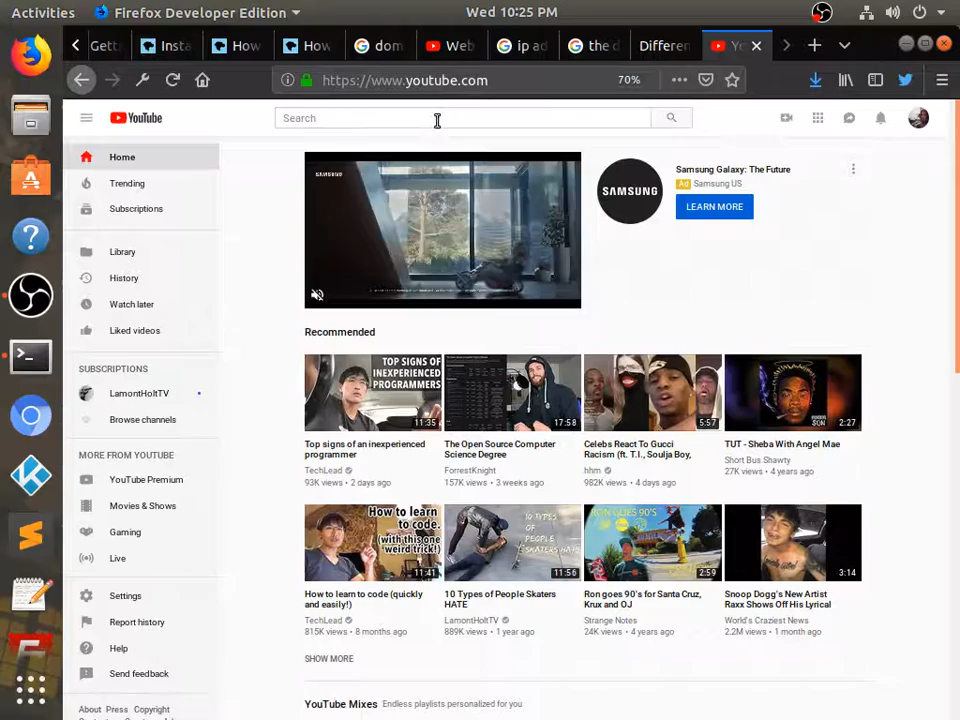 Activities
Firefox Developer Edition
Wed 10:25 PM
Gett
Insta
How
How
dom
Web
ip ad
the d
Differen
Yo
https://www.youtube.com
70%
YouTube
Search
Home
Trending
Subscriptions
Library
History
Watch later
Liked videos
SUBSCRIPTIONS
LamontHoltTV
Browse channels
MORE FROM YOUTUBE
YouTube Premium
Movies & Shows
Gaming
Live
Settings
Report history
Help
Send feedback
About Press Copyright
SAMSUNG
SAMSUNG
Samsung Galaxy: The Future
Ad Samsung US
LEARN MORE
Recommended
TOP SIGNS OF
INEXPERIENCED
PROGRAMMERS
11:35
Top signs of an inexperienced
programmer
TechLead
93K views • 2 days ago
17:58
The Open Source Computer
Science Degree
ForrestKnight
157K views • 3 weeks ago
5:57
Celebs React To Gucci
Racism (ft. T.I., Soulja Boy,
hhm
982K views • 4 days ago
2:27
TUT - Sheba With Angel Mae
Short Bus Shawty
27K views • 4 years ago
How to learn
to code.
(with this one
weird trick!)
11:41
How to learn to code (quickly
and easily!)
TechLead
815K views • 8 months ago
10 TYPES OF
PEOPLE
SKATERS HATE
11:56
10 Types of People Skaters
HATE
LamontHoltTV
889K views • 1 year ago
RON GOES 90'S
2:59
Ron goes 90's for Santa Cruz,
Krux and OJ
Strange Notes
24K views • 4 years ago
3:14
Snoop Dogg's New Artist
Raxx Shows Off His Lyrical
World's Craziest News
2.2M views • 1 month ago
SHOW MORE
YouTube Mixes Endless playlists personalized for you